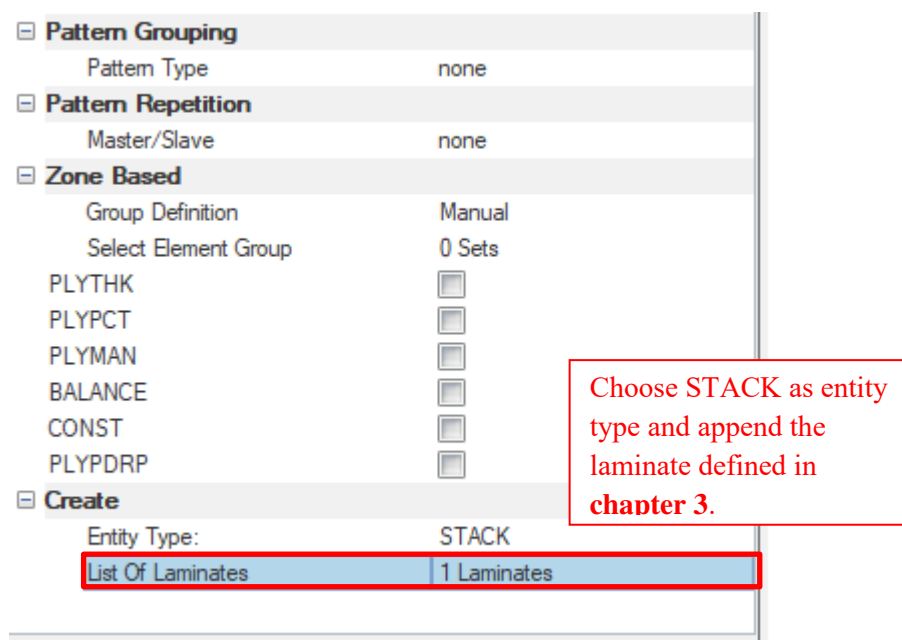 Pattern Grouping
Pattern Type none
Pattern Repetition
Master/Slave none
Zone Based
Group Definition Manual
Select Element Group 0 Sets
PLYTHK
PLYPCT
PLYMAN
BALANCE
CONST
PLYPDRP
Choose STACK as entity
type and append the
laminate defined in
chapter 3.
Create
Entity Type: STACK
List Of Laminates 1 Laminates